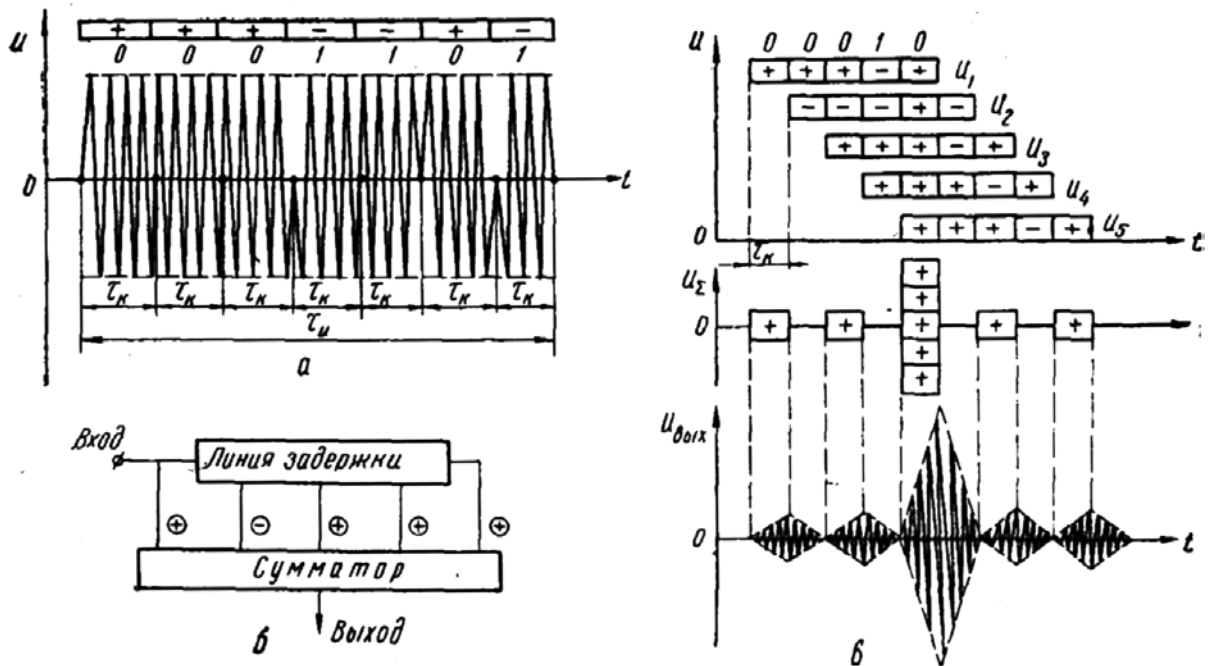 U
+ + + - - + -
0 0 0 1 1 0 1
0
t
τк τк τк τк τк τк τк
τи
а
Вход
Линия задержки
+ - + + +
Сумматор
Выход
в
U
0 0 0 1 0
+ + + - + U1
- - - + - U2
+ + + - + U3
+ + + - + U4
+ + + - + U5
0
t
τк
UΣ
+
+
0 + + + + +
+
+
Uвых
0
t
в